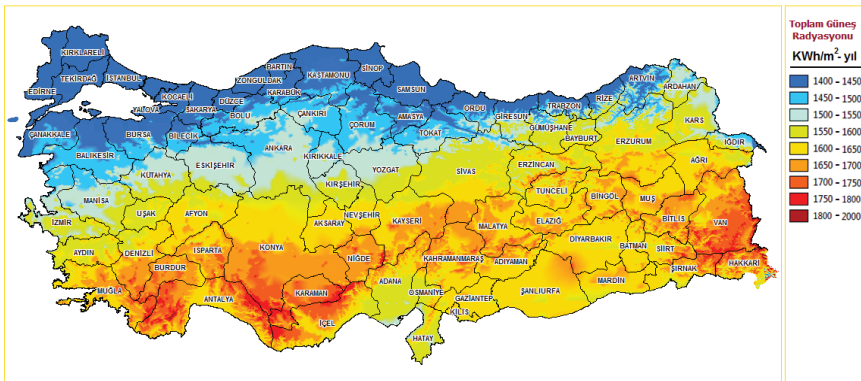 Toplam Güneş
Radyasyonu
KWh/m²- yıl
1400 - 1450
1450 - 1500
1500 - 1550
1550 - 1600
1600 - 1650
1650 - 1700
1700 - 1750
1750 - 1800
1800 - 2000
KIRKLARELİ
EDİRNE
TEKİRDAĞ
İSTANBUL
KOCAELİ
YALOVA
SAKARYA
DÜZCE
ZONGULDAK
BARTIN
KARABÜK
KASTAMONU
SİNOP
SAMSUN
ORDU
GİRESUN
TRABZON
RİZE
ARTVİN
ARDAHAN
KARS
IĞDIR
ÇANAKKALE
BALIKESİR
BURSA
BİLECİK
BOLU
ÇANKIRI
ÇORUM
AMASYA
TOKAT
GÜMÜŞHANE
BAYBURT
ERZURUM
AĞRI
KÜTAHYA
ESKİŞEHİR
ANKARA
KIRIKKALE
KIRŞEHİR
YOZGAT
SİVAS
ERZİNCAN
TUNCELİ
BİNGÖL
MUŞ
BİTLİS
VAN
MANİSA
İZMİR
UŞAK
AFYON
AKSARAY
NEVŞEHİR
KAYSERİ
MALATYA
ELAZIĞ
DİYARBAKIR
BATMAN
SİİRT
ŞIRNAK
HAKKARİ
AYDIN
DENİZLİ
BURDUR
ISPARTA
KONYA
NİĞDE
KAHRAMANMARAŞ
ADIYAMAN
MARDİN
MUĞLA
ANTALYA
KARAMAN
İÇEL
ADANA
OSMANİYE
GAZİANTEP
KİLİS
ŞANLIURFA
HATAY